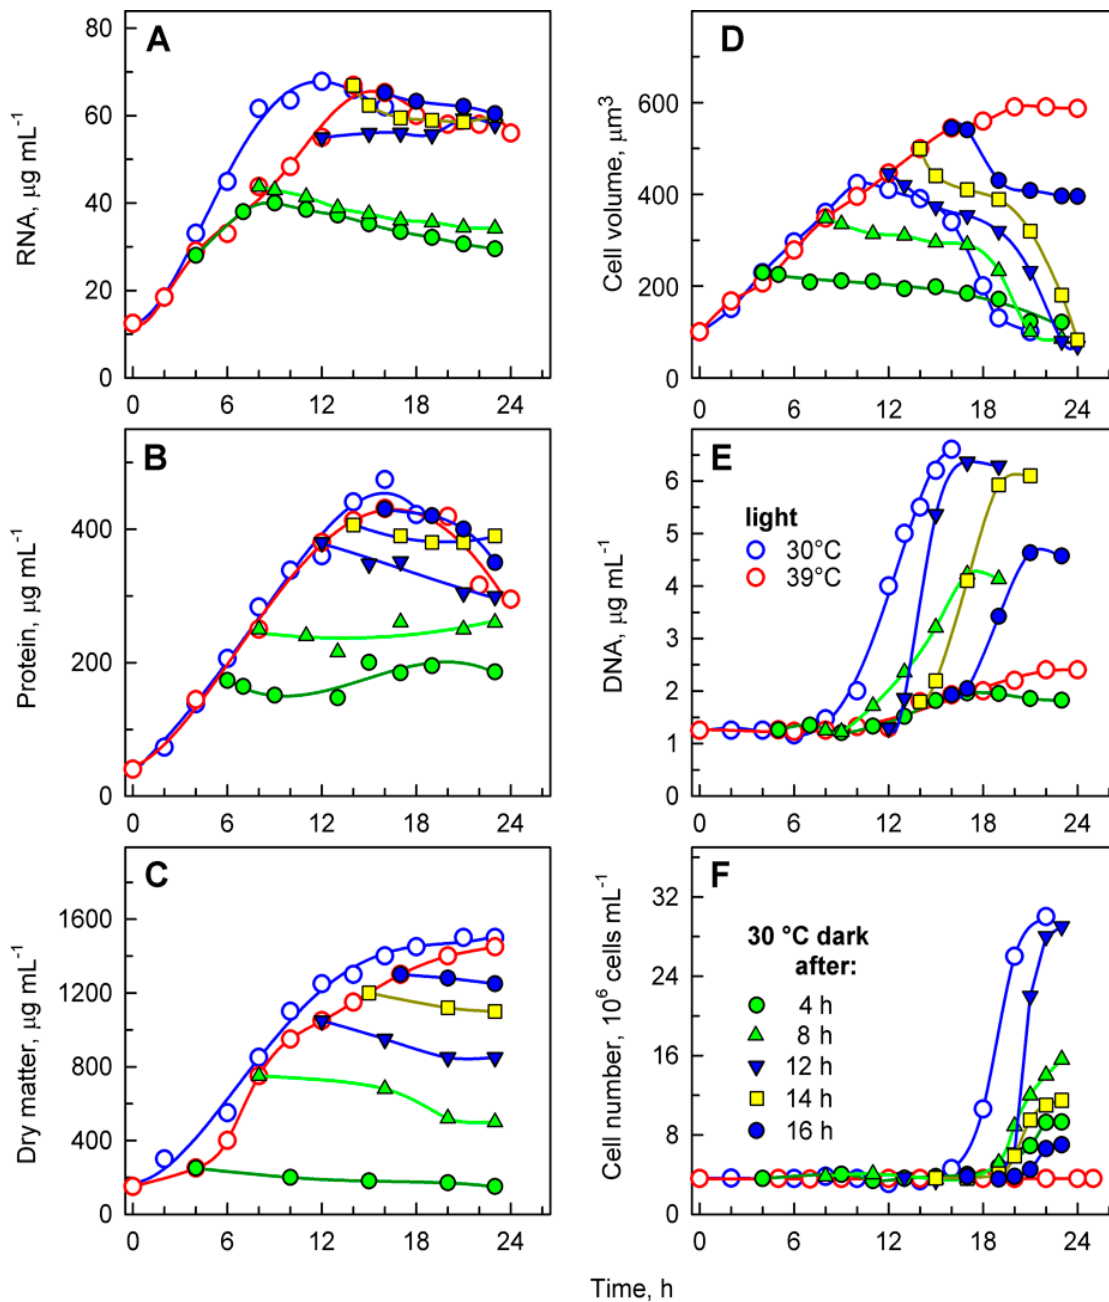 A
RNA, µg mL⁻¹
80
60
40
20
0
0 6 12 18 24
B
Protein, µg mL⁻¹
400
200
0
0 6 12 18 24
C
Dry matter, µg mL⁻¹
1600
1200
800
400
0
0 6 12 18 24
D
Cell volume, µm³
600
400
200
0
0 6 12 18 24
E
DNA, µg mL⁻¹
6
5
4
3
2
1
0
light
30°C
39°C
0 6 12 18 24
F
Cell number, 10⁶ cells mL⁻¹
32
24
16
8
0
30 °C dark
after:
4 h
8 h
12 h
14 h
16 h
0 6 12 18 24
Time, h